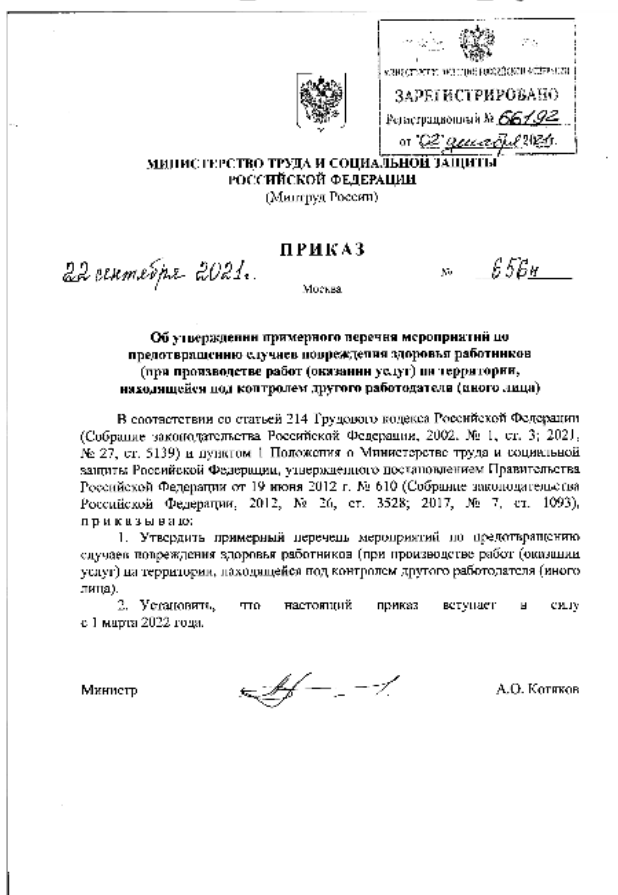 МИНИСТЕРСТВО ЮСТИЦИИ РОССИЙСКОЙ ФЕДЕРАЦИИ
ЗАРЕГИСТРИРОВАНО
Регистрационный № 66192
от "02" декабря 2021г.
МИНИСТЕРСТВО ТРУДА И СОЦИАЛЬНОЙ ЗАЩИТЫ
РОССИЙСКОЙ ФЕДЕРАЦИИ
(Минтруд России)
ПРИКАЗ
22 сентября 2021г. № 656н
Москва
Об утверждении примерного перечня мероприятий по
предотвращению случаев повреждения здоровья работников
(при производстве работ (оказании услуг) на территории,
находящейся под контролем другого работодателя (иного лица)
В соответствии со статьей 214 Трудового кодекса Российской Федерации
(Собрание законодательства Российской Федерации, 2002, № 1, ст. 3; 2021,
№ 27, ст. 5139) и пунктом 1 Положения о Министерстве труда и социальной
защиты Российской Федерации, утвержденного постановлением Правительства
Российской Федерации от 19 июня 2012 г. № 610 (Собрание законодательства
Российской Федерации, 2012, № 26, ст. 3528; 2017, № 7, ст. 1093),
приказываю:
1. Утвердить примерный перечень мероприятий по предотвращению
случаев повреждения здоровья работников (при производстве работ (оказании
услуг) на территории, находящейся под контролем другого работодателя (иного
лица).
2. Установить, что настоящий приказ вступает в силу
с 1 марта 2022 года.
Министр А.О. Котяков